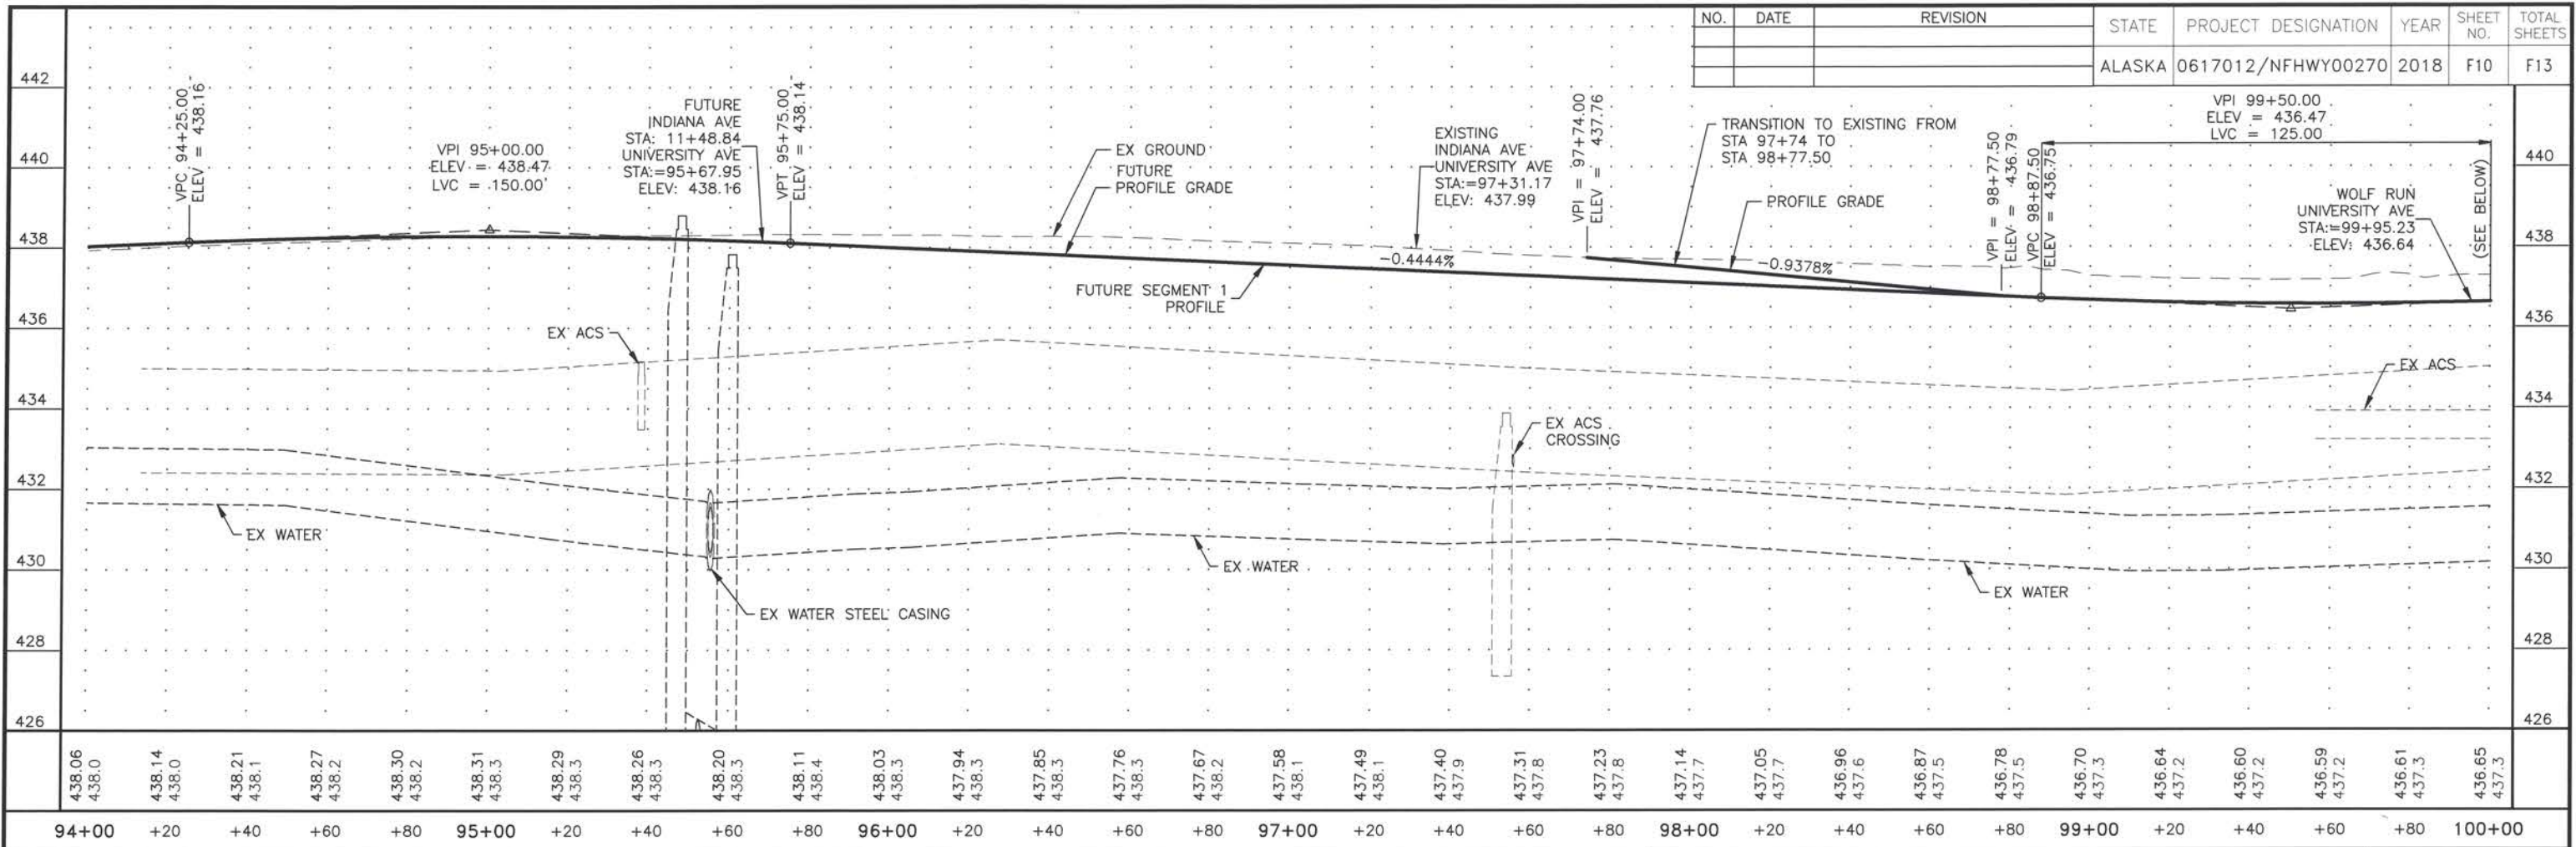 NO. DATE REVISION STATE PROJECT DESIGNATION YEAR SHEET NO. TOTAL SHEETS
ALASKA 0617012/NFHWY00270 2018 F10 F13
442
440
438
436
434
432
430
428
426
VPC 94+25.00
ELEV = 438.16
VPI 95+00.00
ELEV = 438.47
LVC = 150.00'
FUTURE
INDIANA AVE
STA: 11+48.84
UNIVERSITY AVE
STA:=95+67.95
ELEV: 438.16
VPT 95+75.00
ELEV = 438.14
EX GROUND
FUTURE
PROFILE GRADE
EXISTING
INDIANA AVE
UNIVERSITY AVE
STA:=97+31.17
ELEV: 437.99
VPI = 97+74.00
ELEV = 437.76
TRANSITION TO EXISTING FROM
STA 97+74 TO
STA 98+77.50
PROFILE GRADE
VPI = 98+77.50
ELEV = 436.79
VPC 98+87.50
ELEV = 436.75
VPI 99+50.00
ELEV = 436.47
LVC = 125.00
WOLF RUN
UNIVERSITY AVE
STA:=99+95.23
ELEV: 436.64
(SEE BELOW)
-0.4444%
-0.9378%
FUTURE SEGMENT 1
PROFILE
EX ACS
EX ACS
EX ACS
CROSSING
EX WATER
EX WATER
EX WATER
EX WATER STEEL CASING
440
438
436
434
432
430
428
426
438.06 438.14 438.21 438.27 438.30 438.31 438.29 438.26 438.20 438.11 438.03 437.94 437.85 437.76 437.67 437.58 437.49 437.40 437.31 437.23 437.14 437.05 436.96 436.87 436.78 436.70 436.64 436.60 436.59 436.61 436.65
438.0 438.0 438.1 438.2 438.2 438.3 438.3 438.3 438.3 438.4 438.3 438.3 438.3 438.3 438.2 438.1 438.1 437.9 437.8 437.8 437.7 437.7 437.6 437.5 437.5 437.3 437.2 437.2 437.2 437.3 437.3
94+00 +20 +40 +60 +80 95+00 +20 +40 +60 +80 96+00 +20 +40 +60 +80 97+00 +20 +40 +60 +80 98+00 +20 +40 +60 +80 99+00 +20 +40 +60 +80 100+00